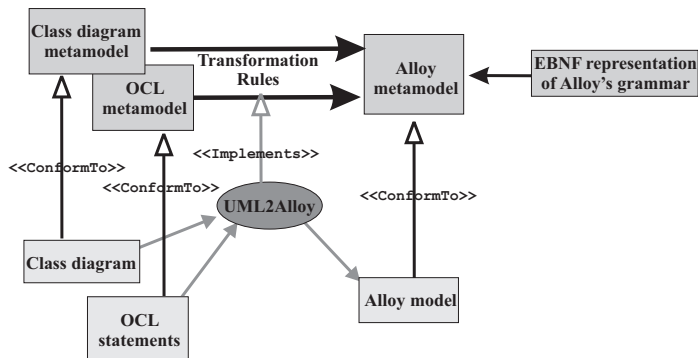 Class diagram
metamodel
Transformation
Rules
OCL
metamodel
Alloy
metamodel
EBNF representation
of Alloy's grammar
<<Implements>>
<<ConformTo>>
<<ConformTo>>
<<ConformTo>>
UML2Alloy
Class diagram
Alloy model
OCL
statements